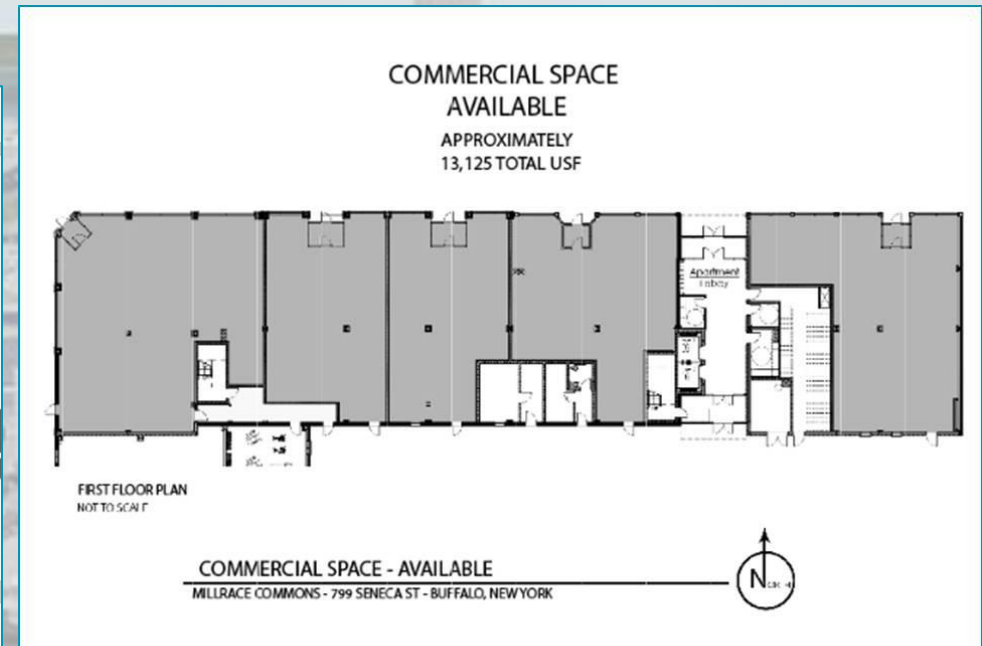 COMMERCIAL SPACE
AVAILABLE
APPROXIMATELY
13,125 TOTAL USF
Apartment
Lobby
FIRST FLOOR PLAN
NOT TO SCALE
COMMERCIAL SPACE - AVAILABLE
MILLRACE COMMONS - 799 SENECA ST - BUFFALO, NEW YORK
N